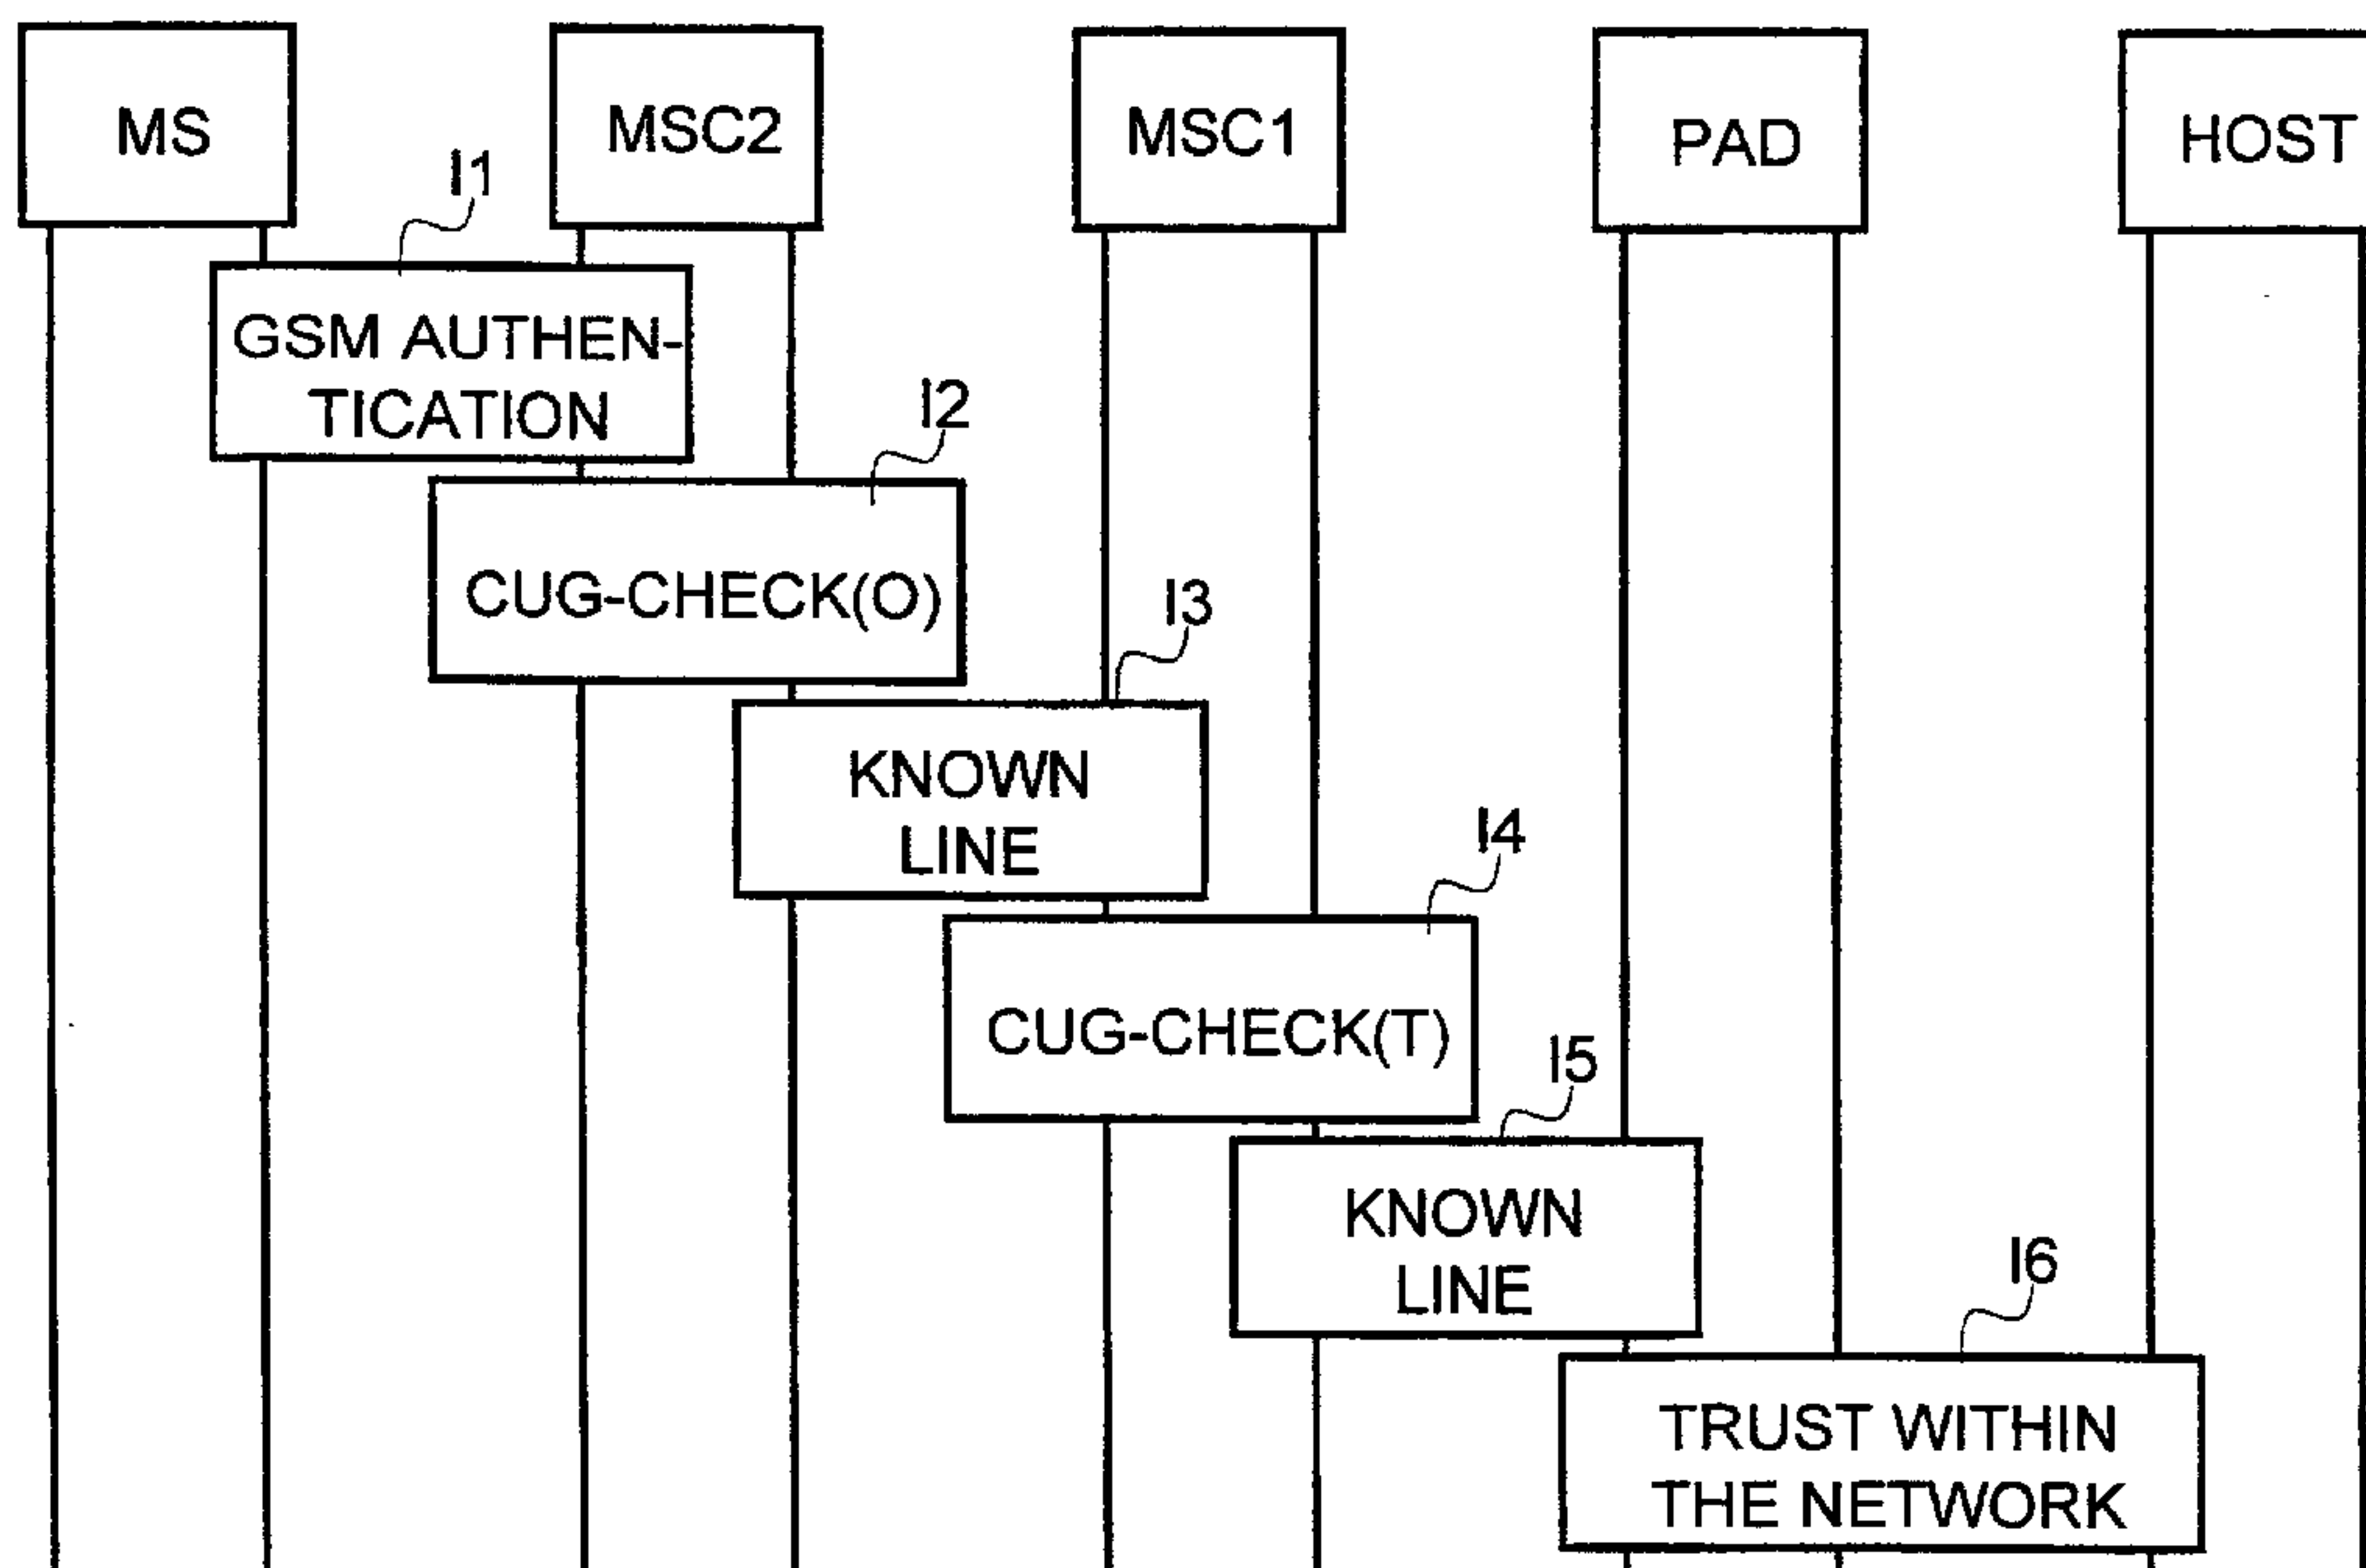 MS
MSC2
MSC1
PAD
HOST
I1
GSM AUTHEN-
TICATION
I2
CUG-CHECK(O)
I3
KNOWN
LINE
I4
CUG-CHECK(T)
I5
KNOWN
LINE
I6
TRUST WITHIN
THE NETWORK